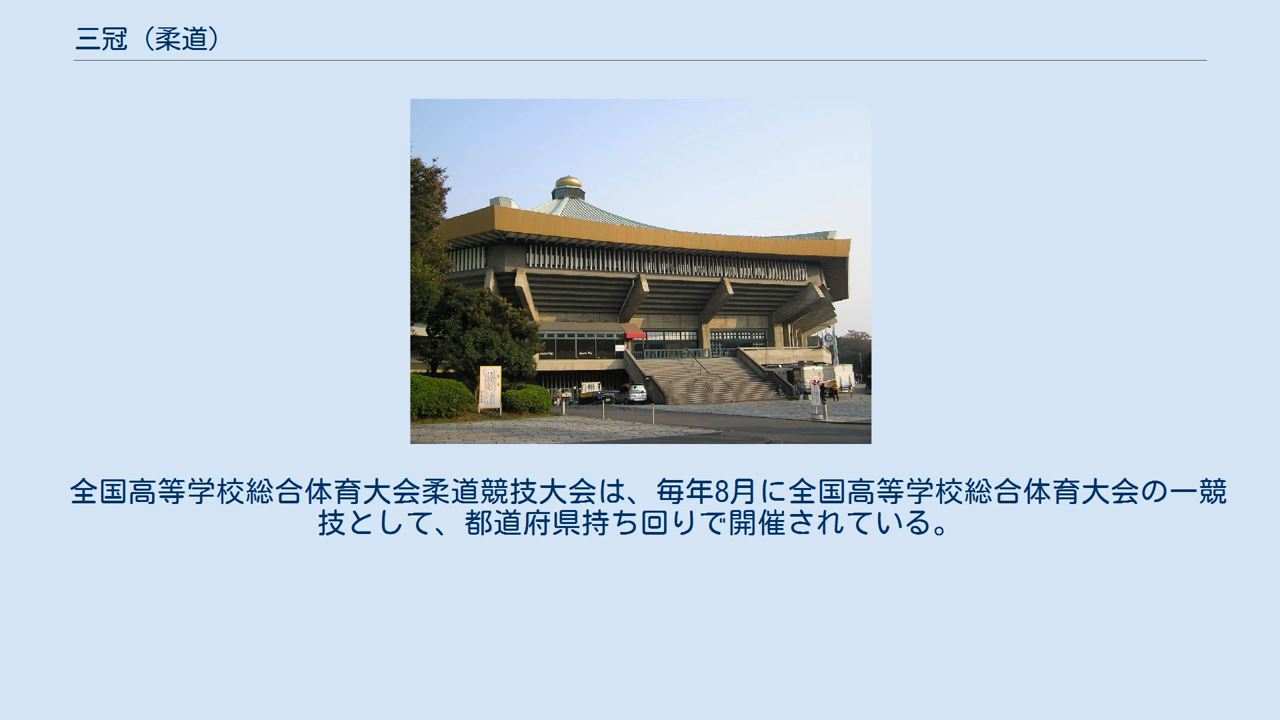 三冠（柔道）
全国高等学校総合体育大会柔道競技大会は、毎年8月に全国高等学校総合体育大会の一競
技として、都道府県持ち回りで開催されている。